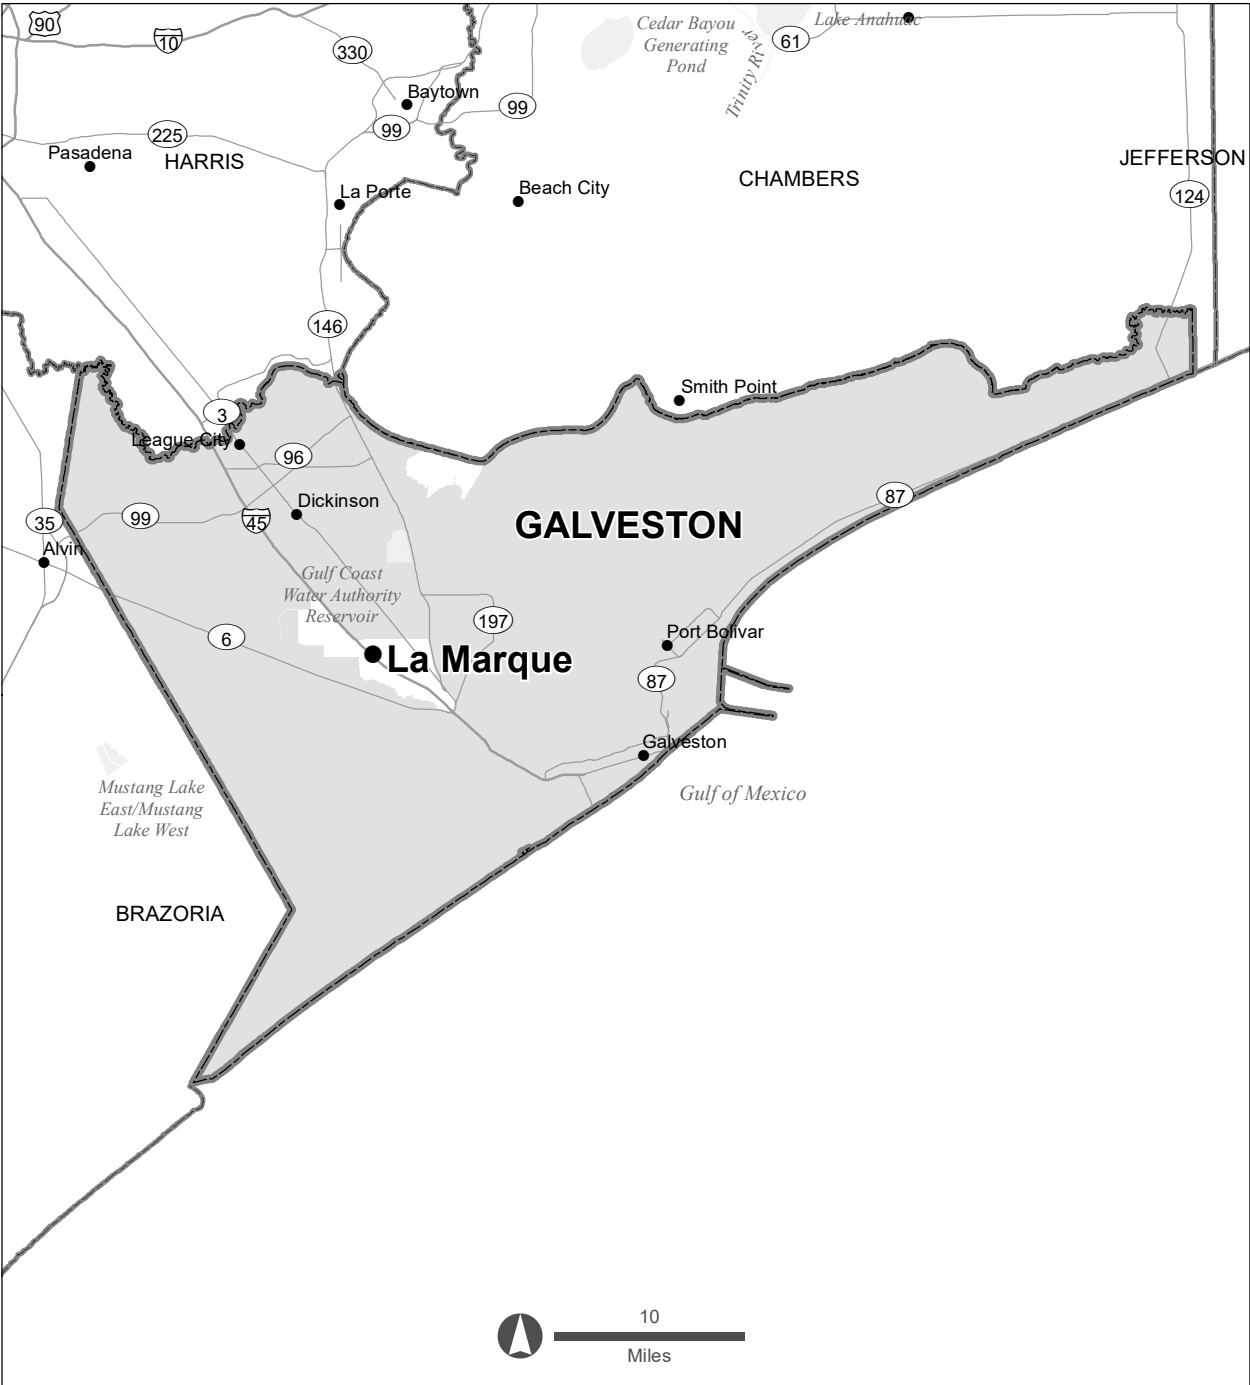 90
10
330
Cedar Bayou
Generating
Pond
Trinity River
Lake Anahuac
61
Baytown
99
99
225
Pasadena
HARRIS
La Porte
Beach City
CHAMBERS
JEFFERSON
124
146
Smith Point
3
League City
96
Dickinson
99
45
35
Alvin
87
GALVESTON
Gulf Coast
Water Authority
Reservoir
197
6
La Marque
Port Bolivar
87
Galveston
Gulf of Mexico
Mustang Lake
East/Mustang
Lake West
BRAZORIA
10
Miles